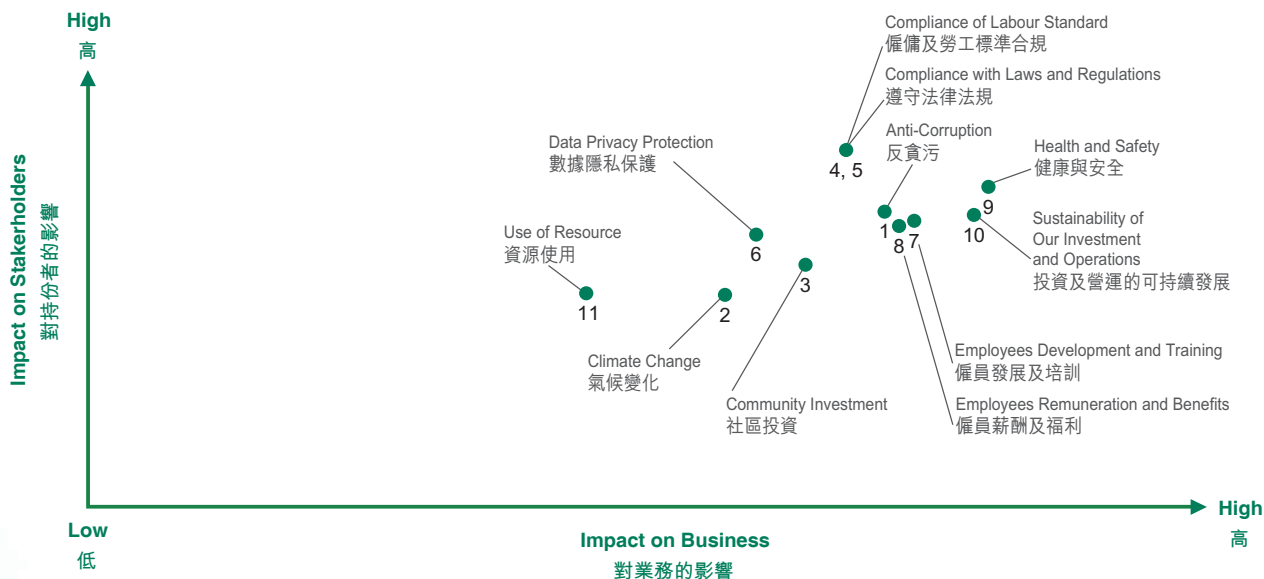 High
高
Impact on Stakerholders
對持份者的影響
Compliance of Labour Standard
僱傭及勞工標準合規
Compliance with Laws and Regulations
遵守法律法規
4, 5
Anti-Corruption
反貪污
1
Health and Safety
健康與安全
9
Data Privacy Protection
數據隱私保護
6
Sustainability of
Our Investment
and Operations
投資及營運的可持續發展
10
Use of Resource
資源使用
11
8
7
3
2
Climate Change
氣候變化
Community Investment
社區投資
Employees Development and Training
僱員發展及培訓
Employees Remuneration and Benefits
僱員薪酬及福利
Low
低
Impact on Business
對業務的影響
High
高